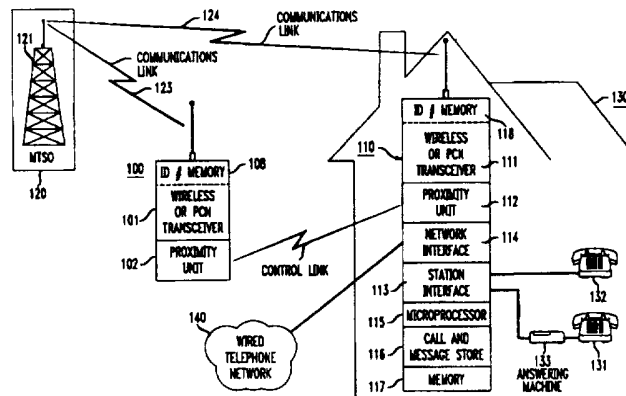 124
121
COMMUNICATIONS
LINK
COMMUNICATIONS
LINK
123
130
MTSO
120
100
ID # MEMORY
108
WIRELESS
OR PCN
TRANSCEIVER
101
PROXIMITY
UNIT
102
CONTROL LINK
110
ID # MEMORY
118
WIRELESS
OR PCN
TRANSCEIVER
111
PROXIMITY
UNIT
112
NETWORK
INTERFACE
114
STATION
INTERFACE
113
MICROPROCESSOR
115
CALL AND
MESSAGE STORE
116
MEMORY
117
132
133
ANSWERING
MACHINE
131
140
WIRED
TELEPHONE
NETWORK